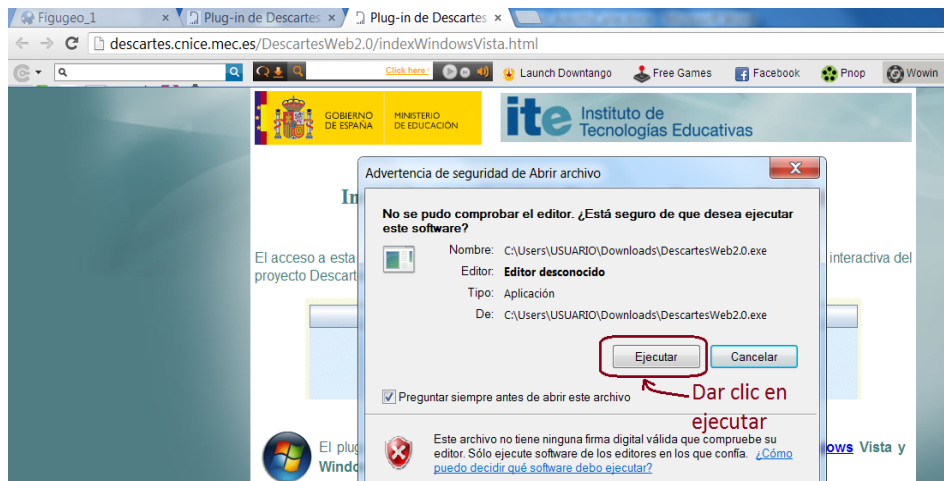 Figugeo_1
Plug-in de Descartes
Plug-in de Descartes
descartes.cnice.mec.es/DescartesWeb2.0/indexWindowsVista.html
Click here
Launch Downtango
Free Games
Facebook
Pnop
Wowin
GOBIERNO
DE ESPAÑA
MINISTERIO
DE EDUCACIÓN
ite
Instituto de
Tecnologías Educativas
Advertencia de seguridad de Abrir archivo
In
No se pudo comprobar el editor. ¿Está seguro de que desea ejecutar
este software?
Nombre: C:\Users\USUARIO\Downloads\DescartesWeb2.0.exe
El acceso a esta
interactiva del
Editor: Editor desconocido
proyecto Descart
Tipo: Aplicación
De: C:\Users\USUARIO\Downloads\DescartesWeb2.0.exe
Ejecutar
Cancelar
Preguntar siempre antes de abrir este archivo
Dar clic en
ejecutar
Este archivo no tiene ninguna firma digital válida que compruebe su
editor. Sólo ejecute software de los editores en los que confía. ¿Cómo
puedo decidir qué software debo ejecutar?
El plug
ows Vista y
Windo